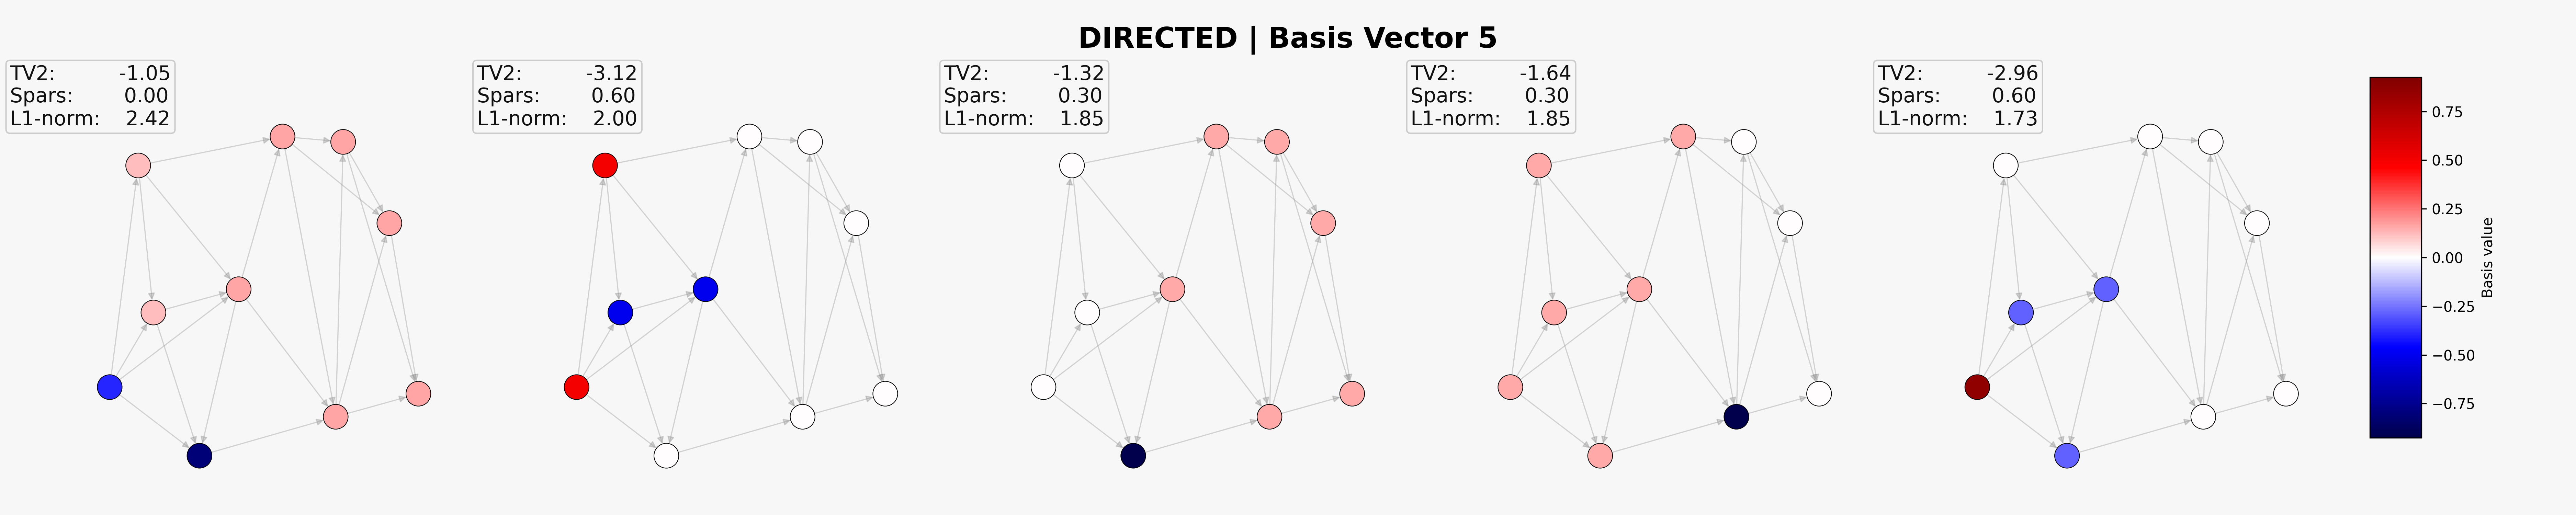 DIRECTED | Basis Vector 5
TV2: -1.05
Spars: 0.00
L1-norm: 2.42
TV2: -3.12
Spars: 0.60
L1-norm: 2.00
TV2: -1.32
Spars: 0.30
L1-norm: 1.85
TV2: -1.64
Spars: 0.30
L1-norm: 1.85
TV2: -2.96
Spars: 0.60
L1-norm: 1.73
0.75
0.50
0.25
0.00
−0.25
−0.50
−0.75
Basis value